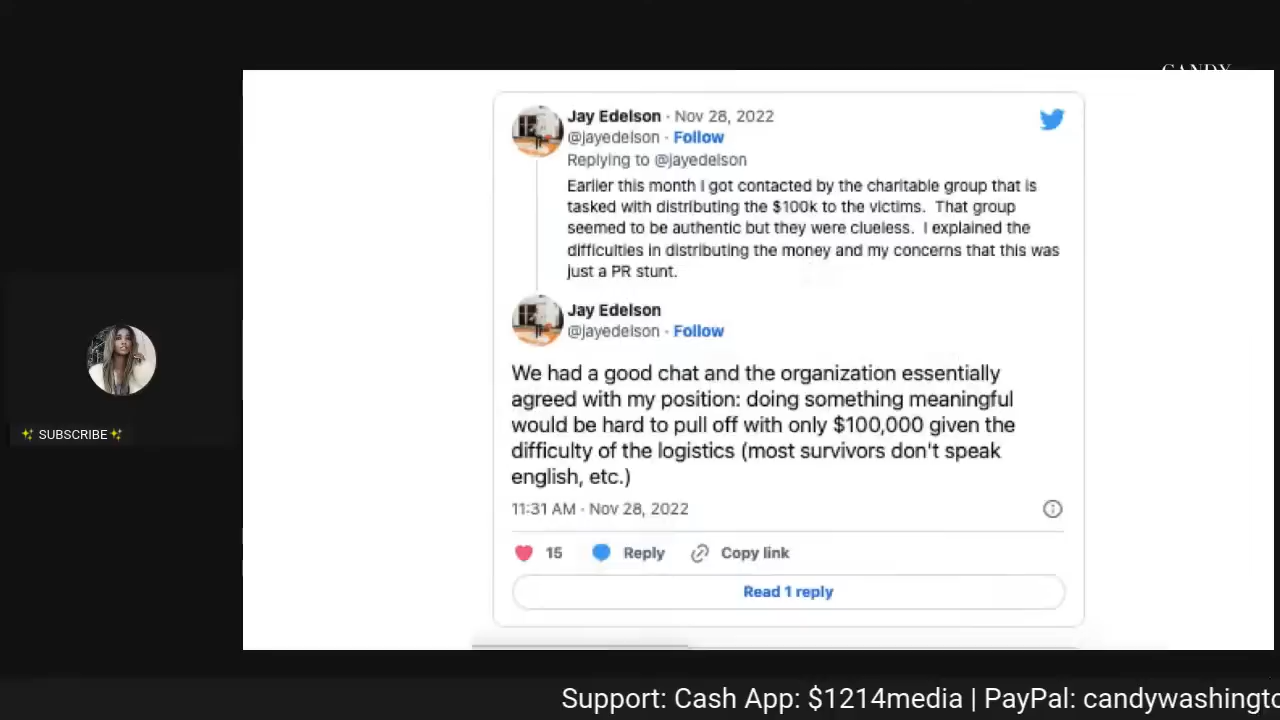 CANDY
Jay Edelson · Nov 28, 2022
@jayedelson · Follow
Replying to @jayedelson
Earlier this month I got contacted by the charitable group that is
tasked with distributing the $100k to the victims. That group
seemed to be authentic but they were clueless. I explained the
difficulties in distributing the money and my concerns that this was
just a PR stunt.
Jay Edelson
@jayedelson · Follow
We had a good chat and the organization essentially
agreed with my position: doing something meaningful
would be hard to pull off with only $100,000 given the
difficulty of the logistics (most survivors don't speak
english, etc.)
11:31 AM · Nov 28, 2022
15 Reply Copy link
Read 1 reply
✨ SUBSCRIBE ✨
Support: Cash App: $1214media | PayPal: candywashingto